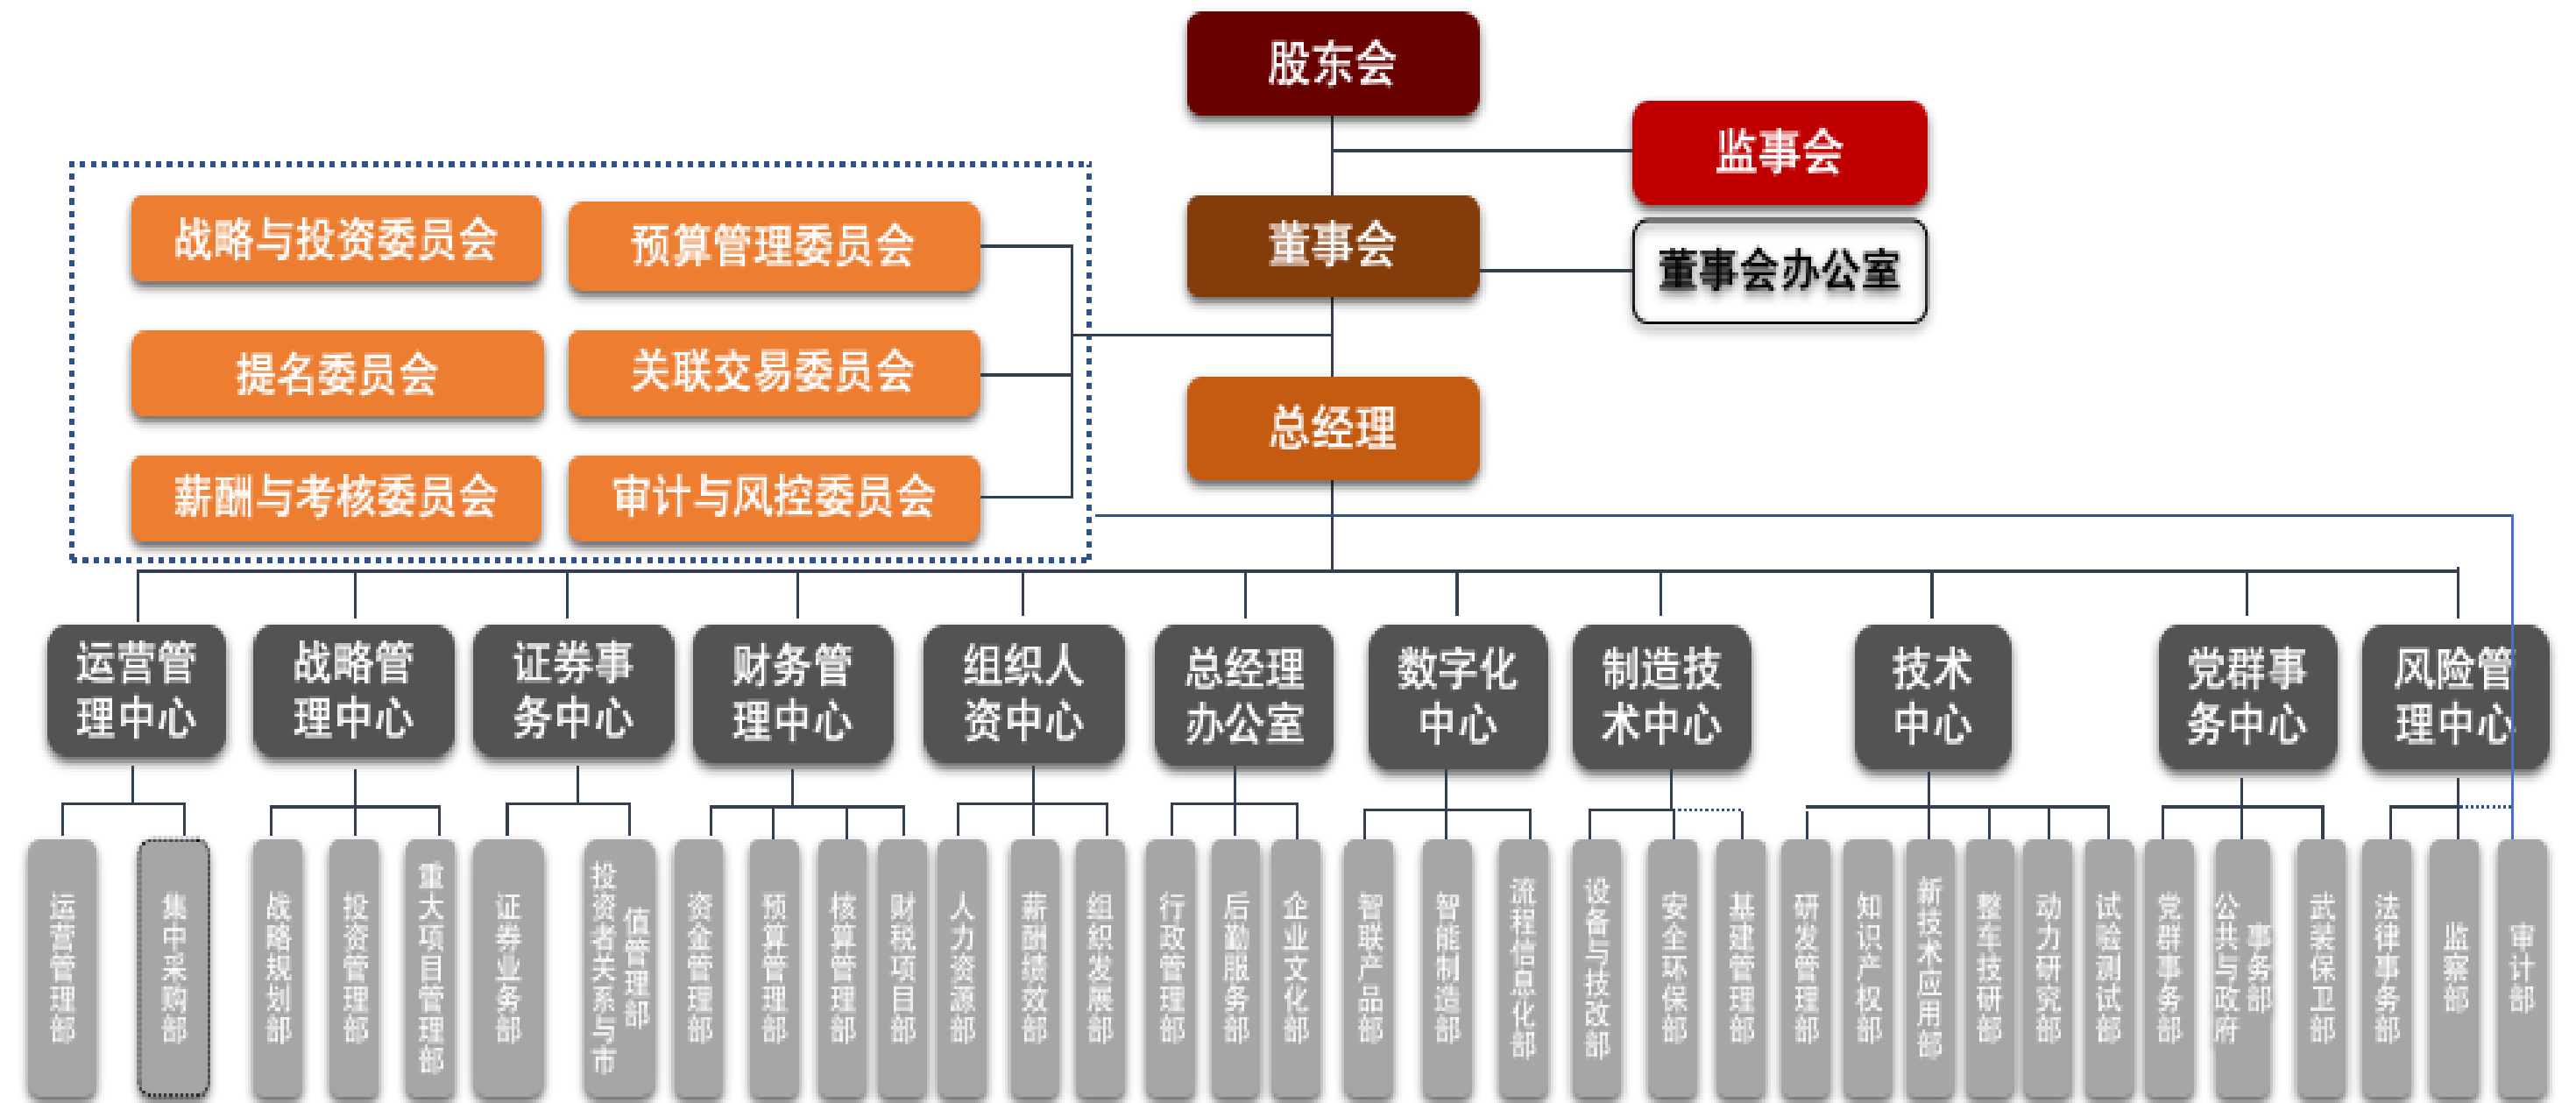 股东会
监事会
董事会
董事会办公室
战略与投资委员会
预算管理委员会
提名委员会
关联交易委员会
总经理
薪酬与考核委员会
审计与风控委员会
运营管
理中心
战略管
理中心
证券事
务中心
财务管
理中心
组织人
资中心
总经理
办公室
数字化
中心
制造技
术中心
技术
中心
党群事
务中心
风险管
理中心
运营管理部
集中采购部
战略规划部
投资管理部
重大项目管理部
证券业务部
投资者关系与市
值管理部
资金管理部
预算管理部
核算管理部
财税项目部
人力资源部
薪酬绩效部
组织发展部
行政管理部
后勤服务部
企业文化部
智联产品部
智能制造部
流程信息化部
设备与技改部
安全环保部
基建管理部
研发管理部
知识产权部
新技术应用部
整车技研部
动力研究部
试验测试部
党群事务部
公共与政府
事务部
武装保卫部
法律事务部
监察部
审计部